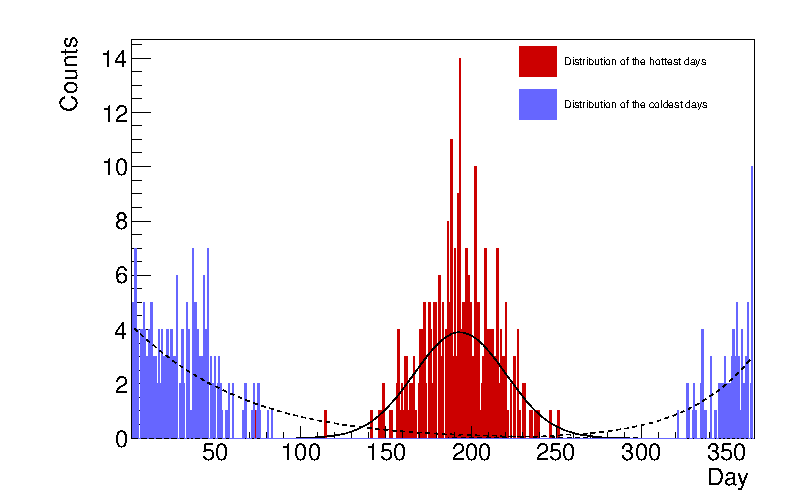 Counts
14
12
10
8
6
4
2
0
Distribution of the hottest days
Distribution of the coldest days
50 100 150 200 250 300 350
Day